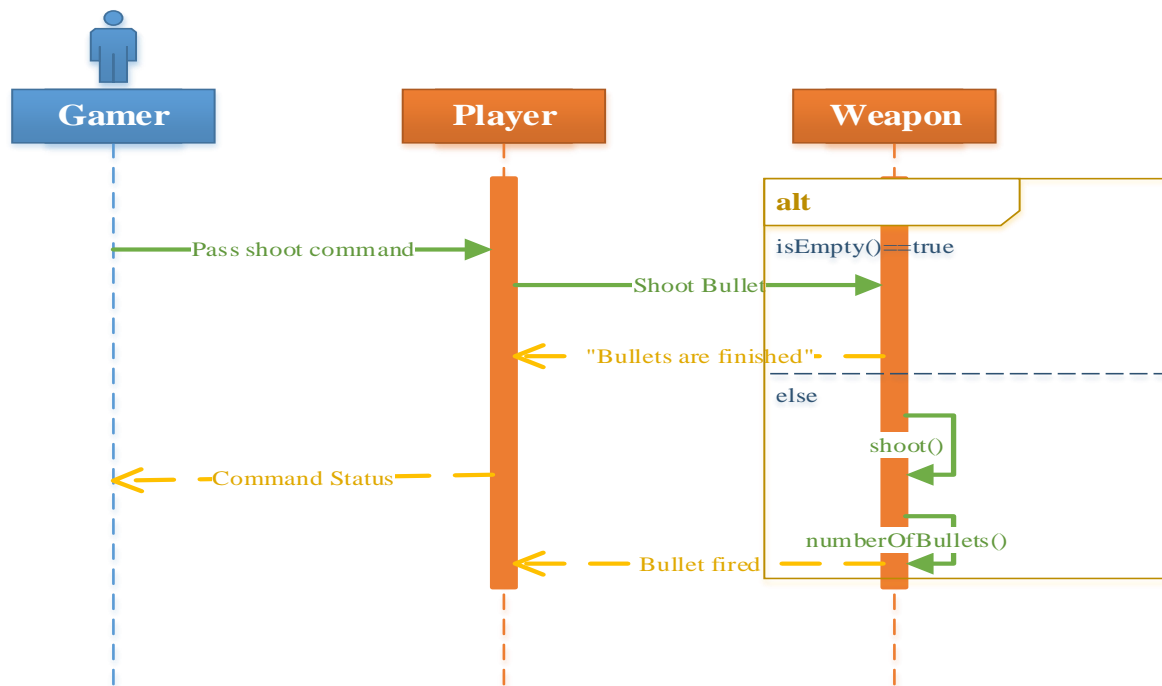 Gamer
Player
Weapon
alt
isEmpty()==true
Pass shoot command
Shoot Bullet
"Bullets are finished"
else
shoot()
Command Status
numberOfBullets()
Bullet fired